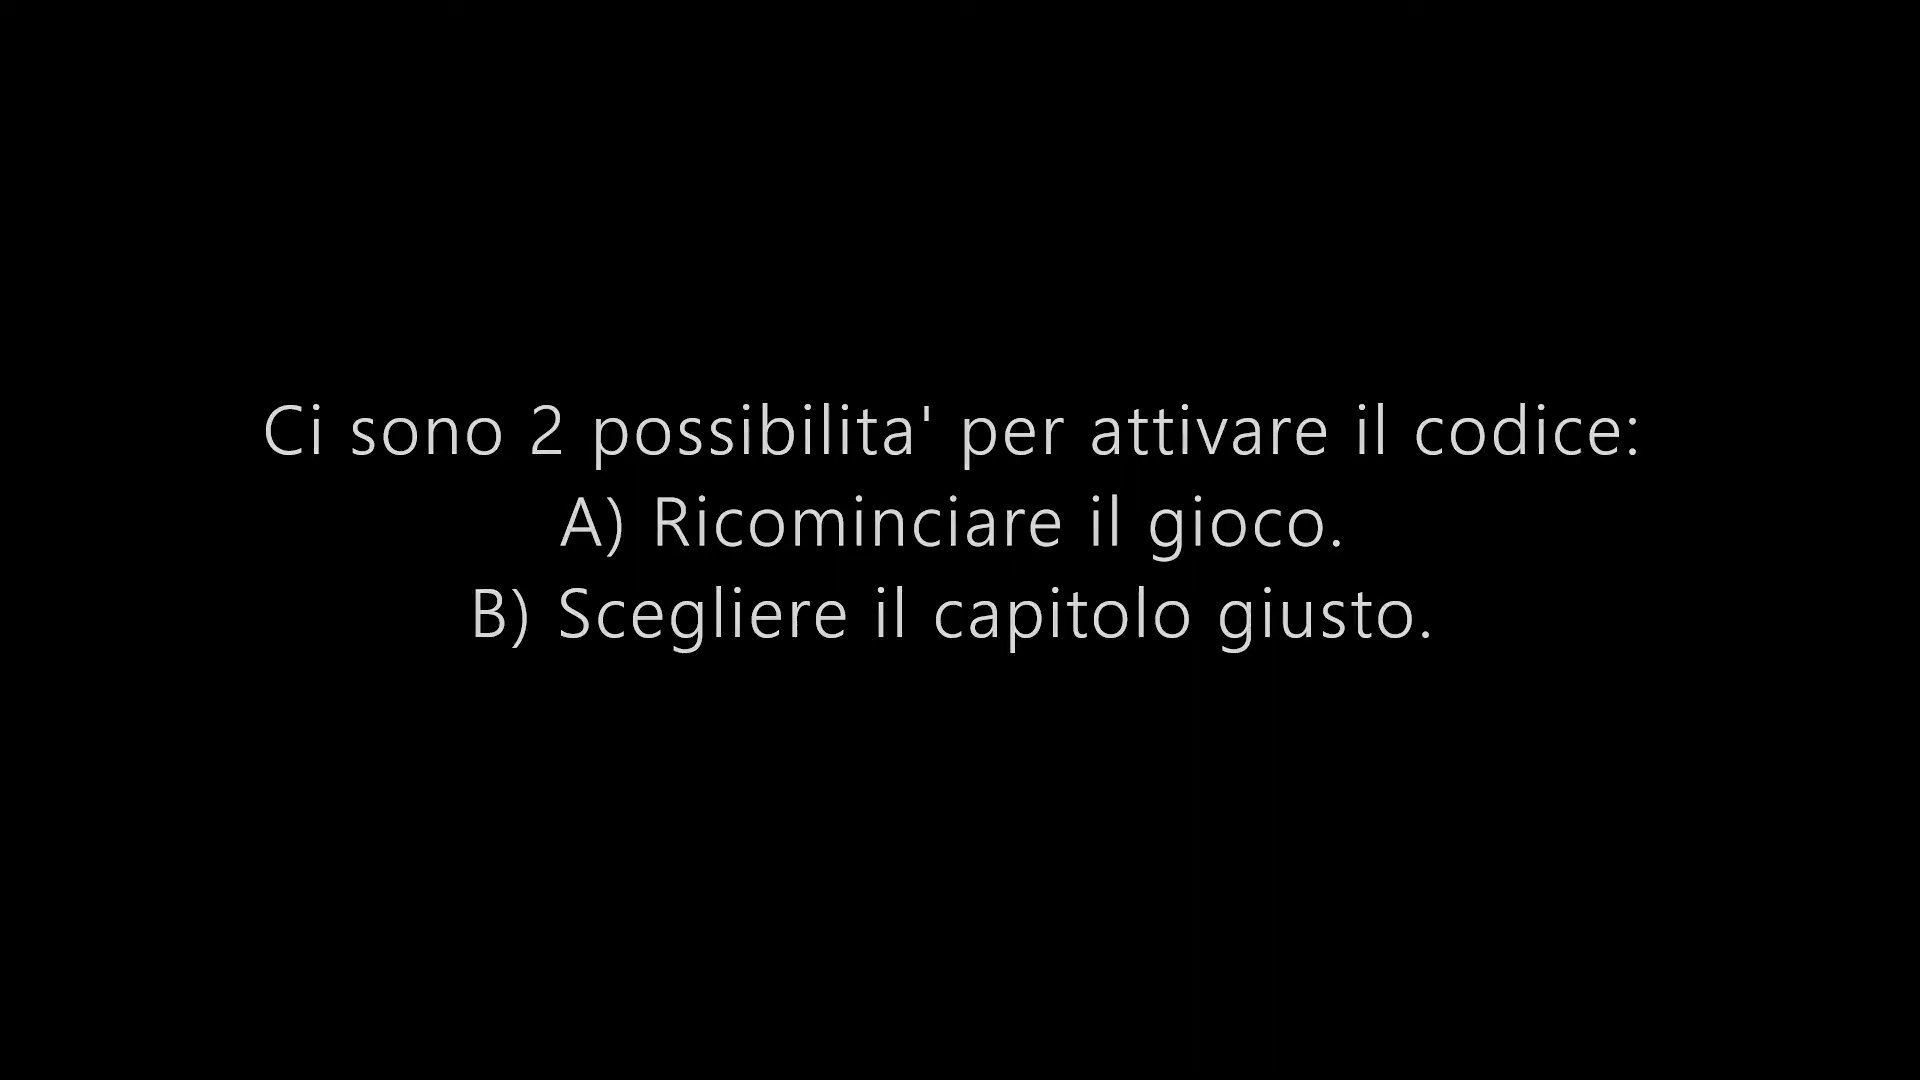 Ci sono 2 possibilita' per attivare il codice:
A) Ricominciare il gioco.
B) Scegliere il capitolo giusto.